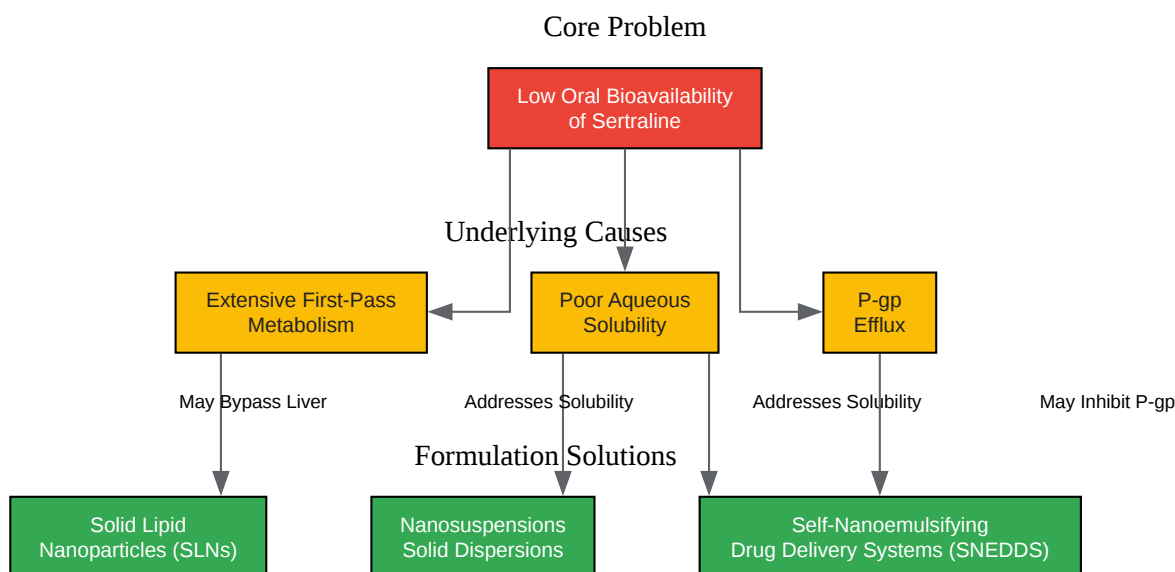 Core Problem
Low Oral Bioavailability
of Sertraline
Underlying Causes
Extensive First-Pass
Metabolism
Poor Aqueous
Solubility
P-gp
Efflux
May Bypass Liver
Addresses Solubility
Addresses Solubility
May Inhibit P-gp
Formulation Solutions
Solid Lipid
Nanoparticles (SLNs)
Nanosuspensions
Solid Dispersions
Self-Nanoemulsifying
Drug Delivery Systems (SNEDDS)